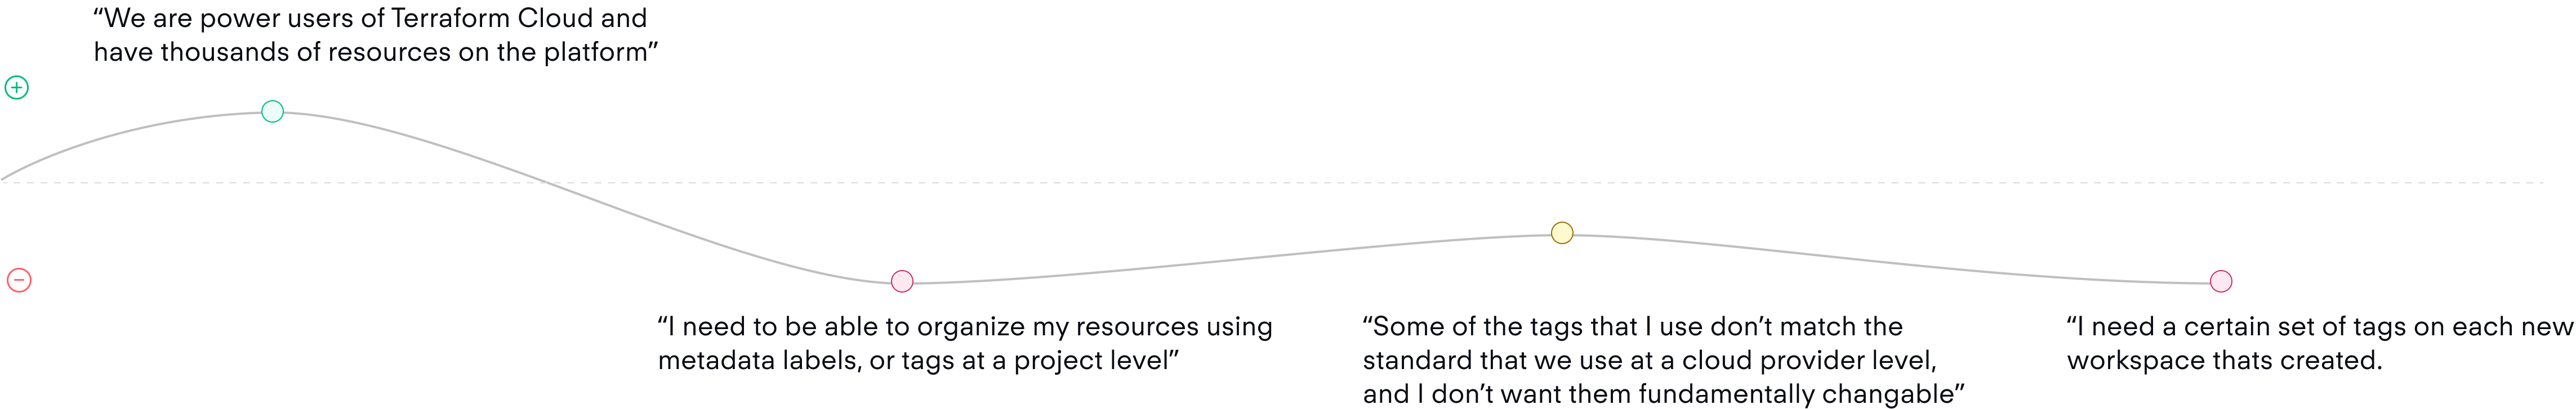 “We are power users of Terraform Cloud and
have thousands of resources on the platform”
“I need to be able to organize my resources using
metadata labels, or tags at a project level”
“Some of the tags that I use don’t match the
standard that we use at a cloud provider level,
and I don’t want them fundamentally changable”
“I need a certain set of tags on each new
workspace thats created.